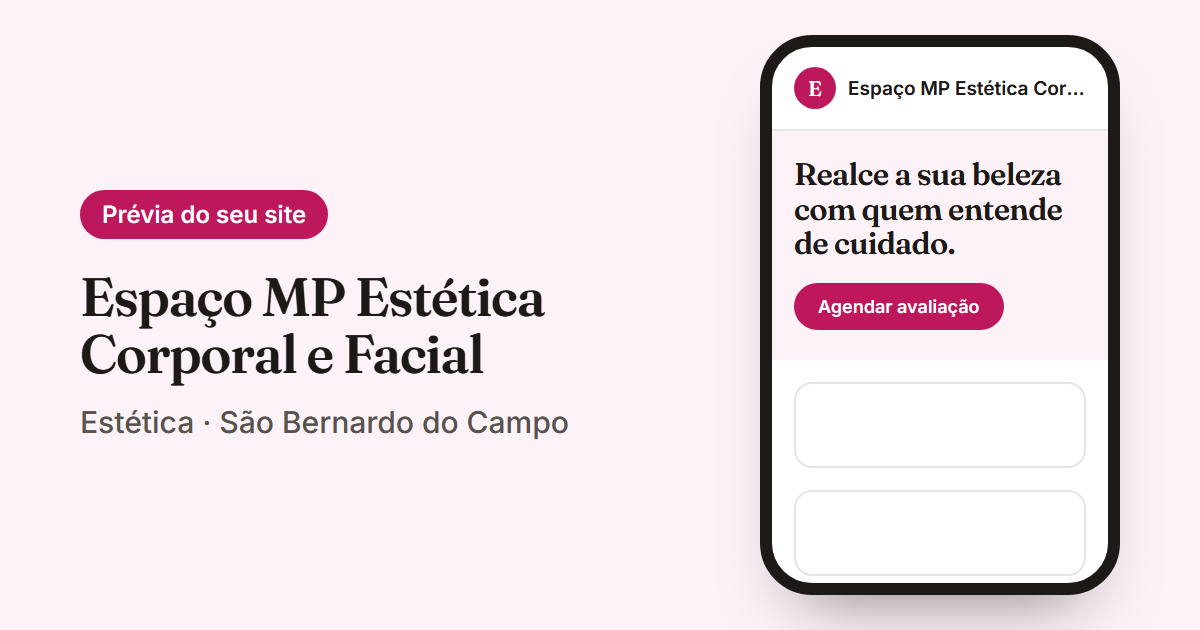 Prévia do seu site
Espaço MP Estética
Corporal e Facial
Estética · São Bernardo do Campo
E
Espaço MP Estética Cor...
Realce a sua beleza
com quem entende
de cuidado.
Agendar avaliação